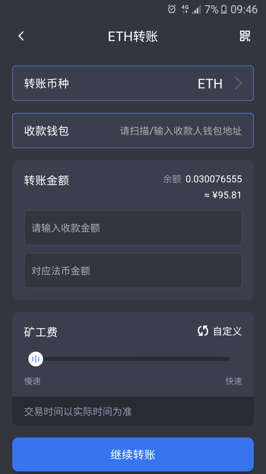 4G 7% 09:46
ETH转账
转账币种 ETH
收款钱包 请扫描/输入收款人钱包地址
转账金额 余额 0.030076555
≈ ¥95.81
请输入收款金额
对应法币金额
矿工费 自定义
慢速 快速
交易时间以实际时间为准
继续转账